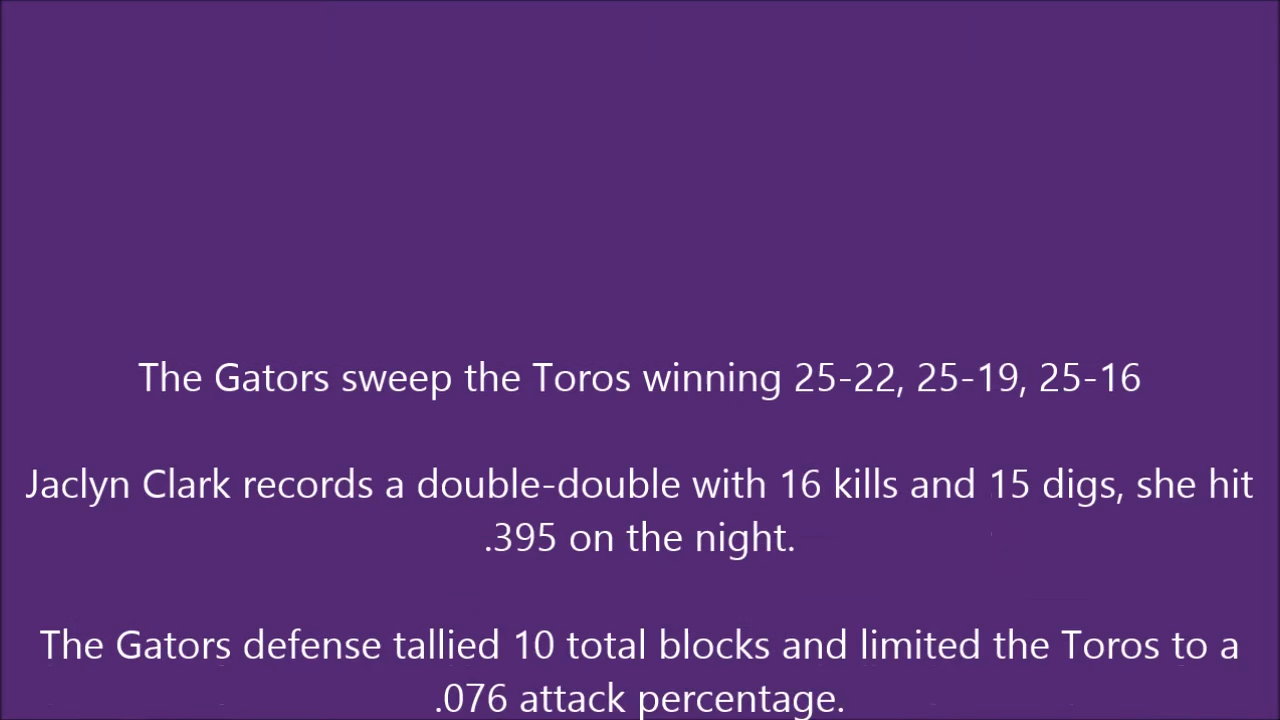 The Gators sweep the Toros winning 25-22, 25-19, 25-16
Jaclyn Clark records a double-double with 16 kills and 15 digs, she hit
.395 on the night.
The Gators defense tallied 10 total blocks and limited the Toros to a
.076 attack percentage.